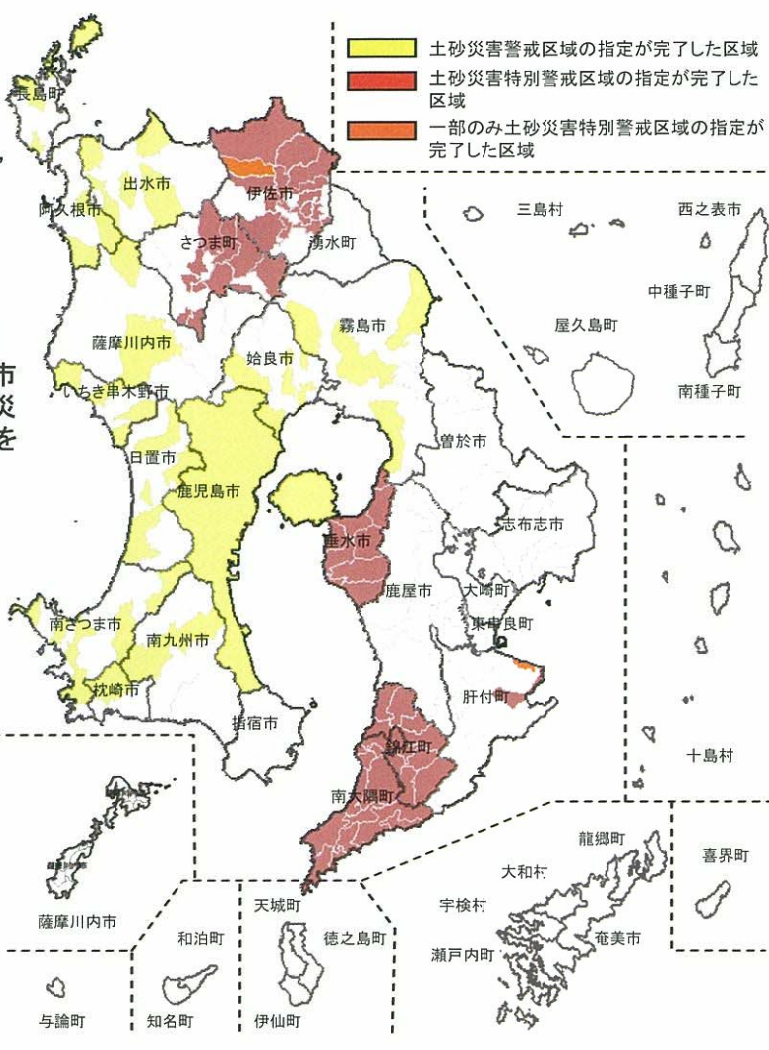 土砂災害警戒区域の指定が完了した区域
土砂災害特別警戒区域の指定が完了した
区域
一部のみ土砂災害特別警戒区域の指定が
完了した区域
長島町
出水市
阿久根市
伊佐市
さつま町
湧水町
三島村
西之表市
中種子町
屋久島町
南種子町
薩摩川内市
霧島市
姶良市
いちき串木野市
市
災
を
日置市
鹿児島市
曽於市
垂水市
志布志市
鹿屋市
大崎町
東串良町
南さつま市
南九州市
枕崎市
指宿市
肝付町
錦江町
南大隅町
十島村
薩摩川内市
龍郷町
大和村
喜界町
宇検村
奄美市
瀬戸内町
天城町
徳之島町
伊仙町
和泊町
知名町
与論町